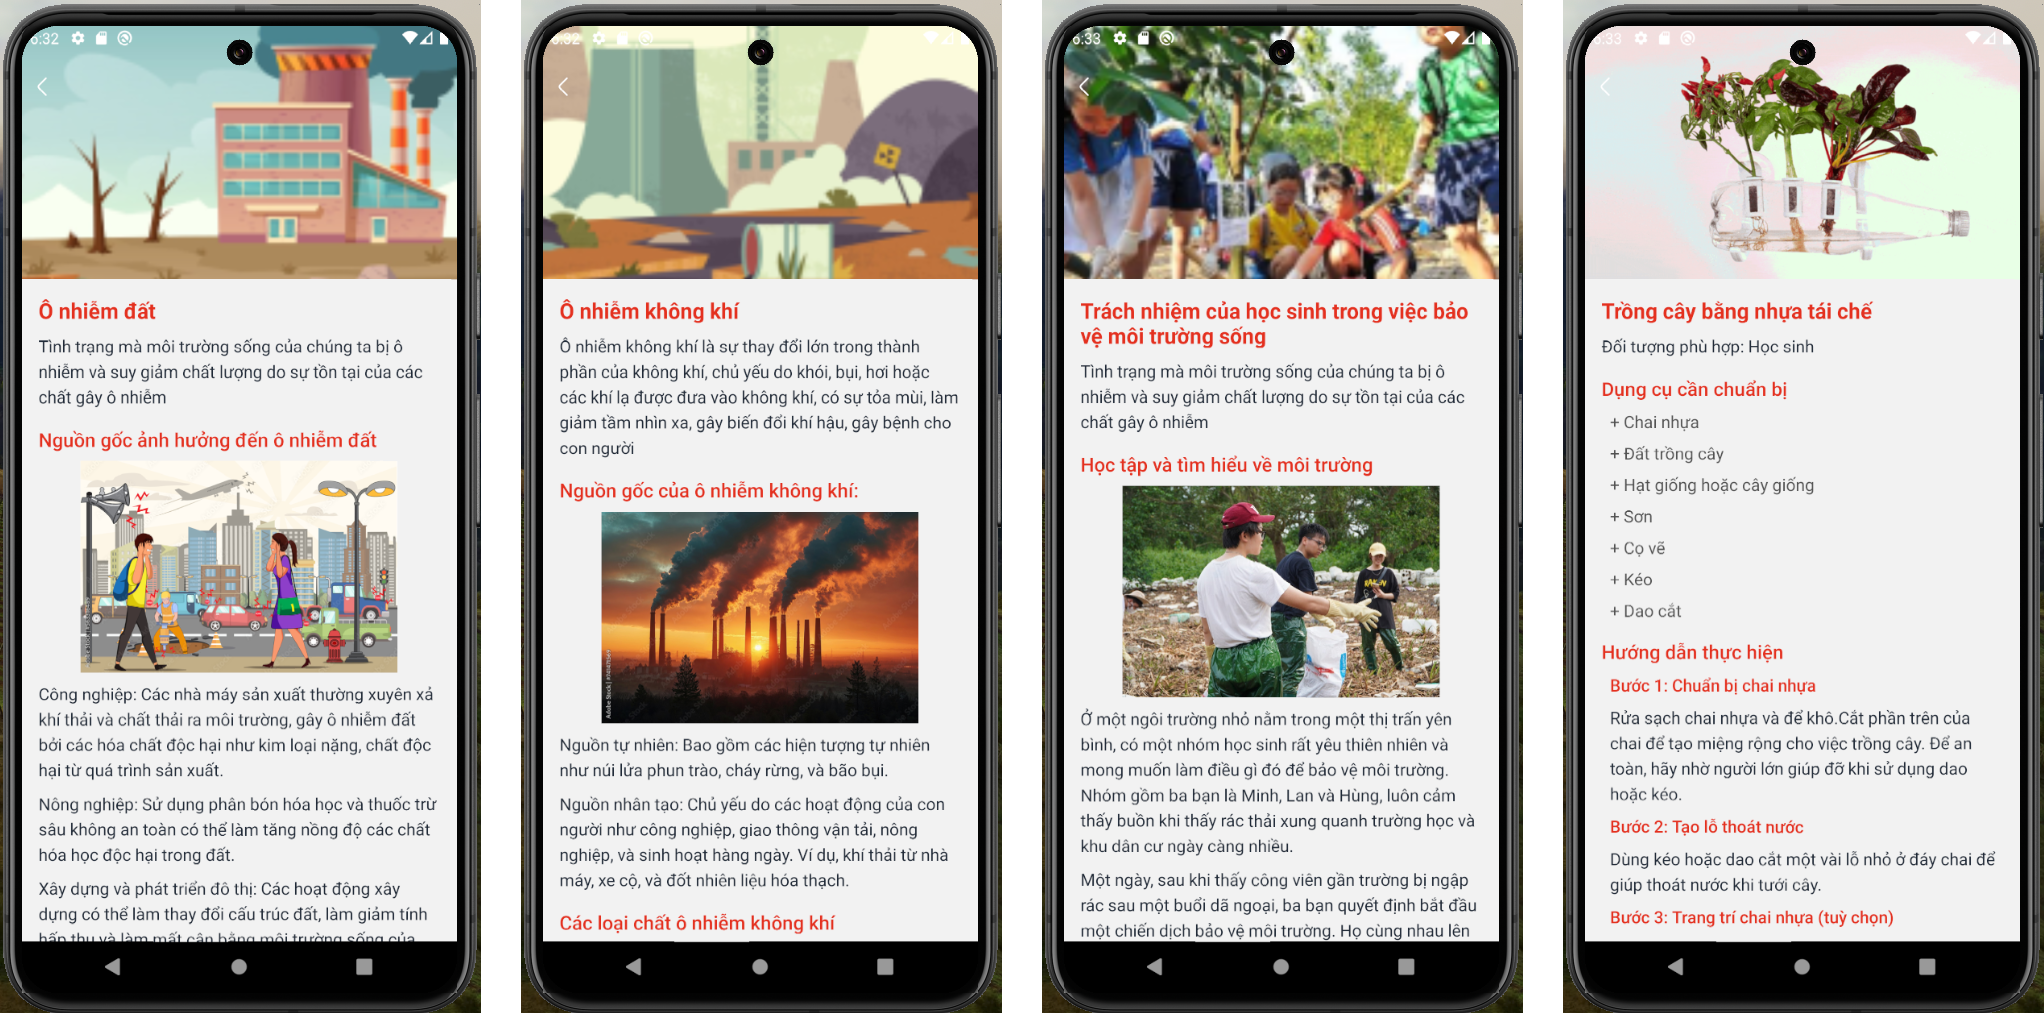 6:32
Ô nhiễm đất
Tình trạng mà môi trường sống của chúng ta bị ô
nhiễm và suy giảm chất lượng do sự tồn tại của các
chất gây ô nhiễm
Nguồn gốc ảnh hưởng đến ô nhiễm đất
Công nghiệp: Các nhà máy sản xuất thường xuyên xả
khí thải và chất thải ra môi trường, gây ô nhiễm đất
bởi các hóa chất độc hại như kim loại nặng, chất độc
hại từ quá trình sản xuất.
Nông nghiệp: Sử dụng phân bón hóa học và thuốc trừ
sâu không an toàn có thể làm tăng nồng độ các chất
hóa học độc hại trong đất.
Xây dựng và phát triển đô thị: Các hoạt động xây
dựng có thể làm thay đổi cấu trúc đất, làm giảm tính
hấp thu và làm mất cân bằng môi trường sống của
6:32
Ô nhiễm không khí
Ô nhiễm không khí là sự thay đổi lớn trong thành
phần của không khí, chủ yếu do khói, bụi, hơi hoặc
các khí lạ được đưa vào không khí, có sự tỏa mùi, làm
giảm tầm nhìn xa, gây biến đổi khí hậu, gây bệnh cho
con người
Nguồn gốc của ô nhiễm không khí:
Adobe Stock
Nguồn tự nhiên: Bao gồm các hiện tượng tự nhiên
như núi lửa phun trào, cháy rừng, và bão bụi.
Nguồn nhân tạo: Chủ yếu do các hoạt động của con
người như công nghiệp, giao thông vận tải, nông
nghiệp, và sinh hoạt hàng ngày. Ví dụ, khí thải từ nhà
máy, xe cộ, và đốt nhiên liệu hóa thạch.
Các loại chất ô nhiễm không khí
6:33
Trách nhiệm của học sinh trong việc bảo
vệ môi trường sống
Tình trạng mà môi trường sống của chúng ta bị ô
nhiễm và suy giảm chất lượng do sự tồn tại của các
chất gây ô nhiễm
Học tập và tìm hiểu về môi trường
Ở một ngôi trường nhỏ nằm trong một thị trấn yên
bình, có một nhóm học sinh rất yêu thiên nhiên và
mong muốn làm điều gì đó để bảo vệ môi trường.
Nhóm gồm ba bạn là Minh, Lan và Hùng, luôn cảm
thấy buồn khi thấy rác thải xung quanh trường học và
khu dân cư ngày càng nhiều.
Một ngày, sau khi thấy công viên gần trường bị ngập
rác sau một buổi dã ngoại, ba bạn quyết định bắt đầu
một chiến dịch bảo vệ môi trường. Họ cùng nhau lên
6:33
Trồng cây bằng nhựa tái chế
Đối tượng phù hợp: Học sinh
Dụng cụ cần chuẩn bị
+ Chai nhựa
+ Đất trồng cây
+ Hạt giống hoặc cây giống
+ Sơn
+ Cọ vẽ
+ Kéo
+ Dao cắt
Hướng dẫn thực hiện
Bước 1: Chuẩn bị chai nhựa
Rửa sạch chai nhựa và để khô.Cắt phần trên của
chai để tạo miệng rộng cho việc trồng cây. Để an
toàn, hãy nhờ người lớn giúp đỡ khi sử dụng dao
hoặc kéo.
Bước 2: Tạo lỗ thoát nước
Dùng kéo hoặc dao cắt một vài lỗ nhỏ ở đáy chai để
giúp thoát nước khi tưới cây.
Bước 3: Trang trí chai nhựa (tuỳ chọn)